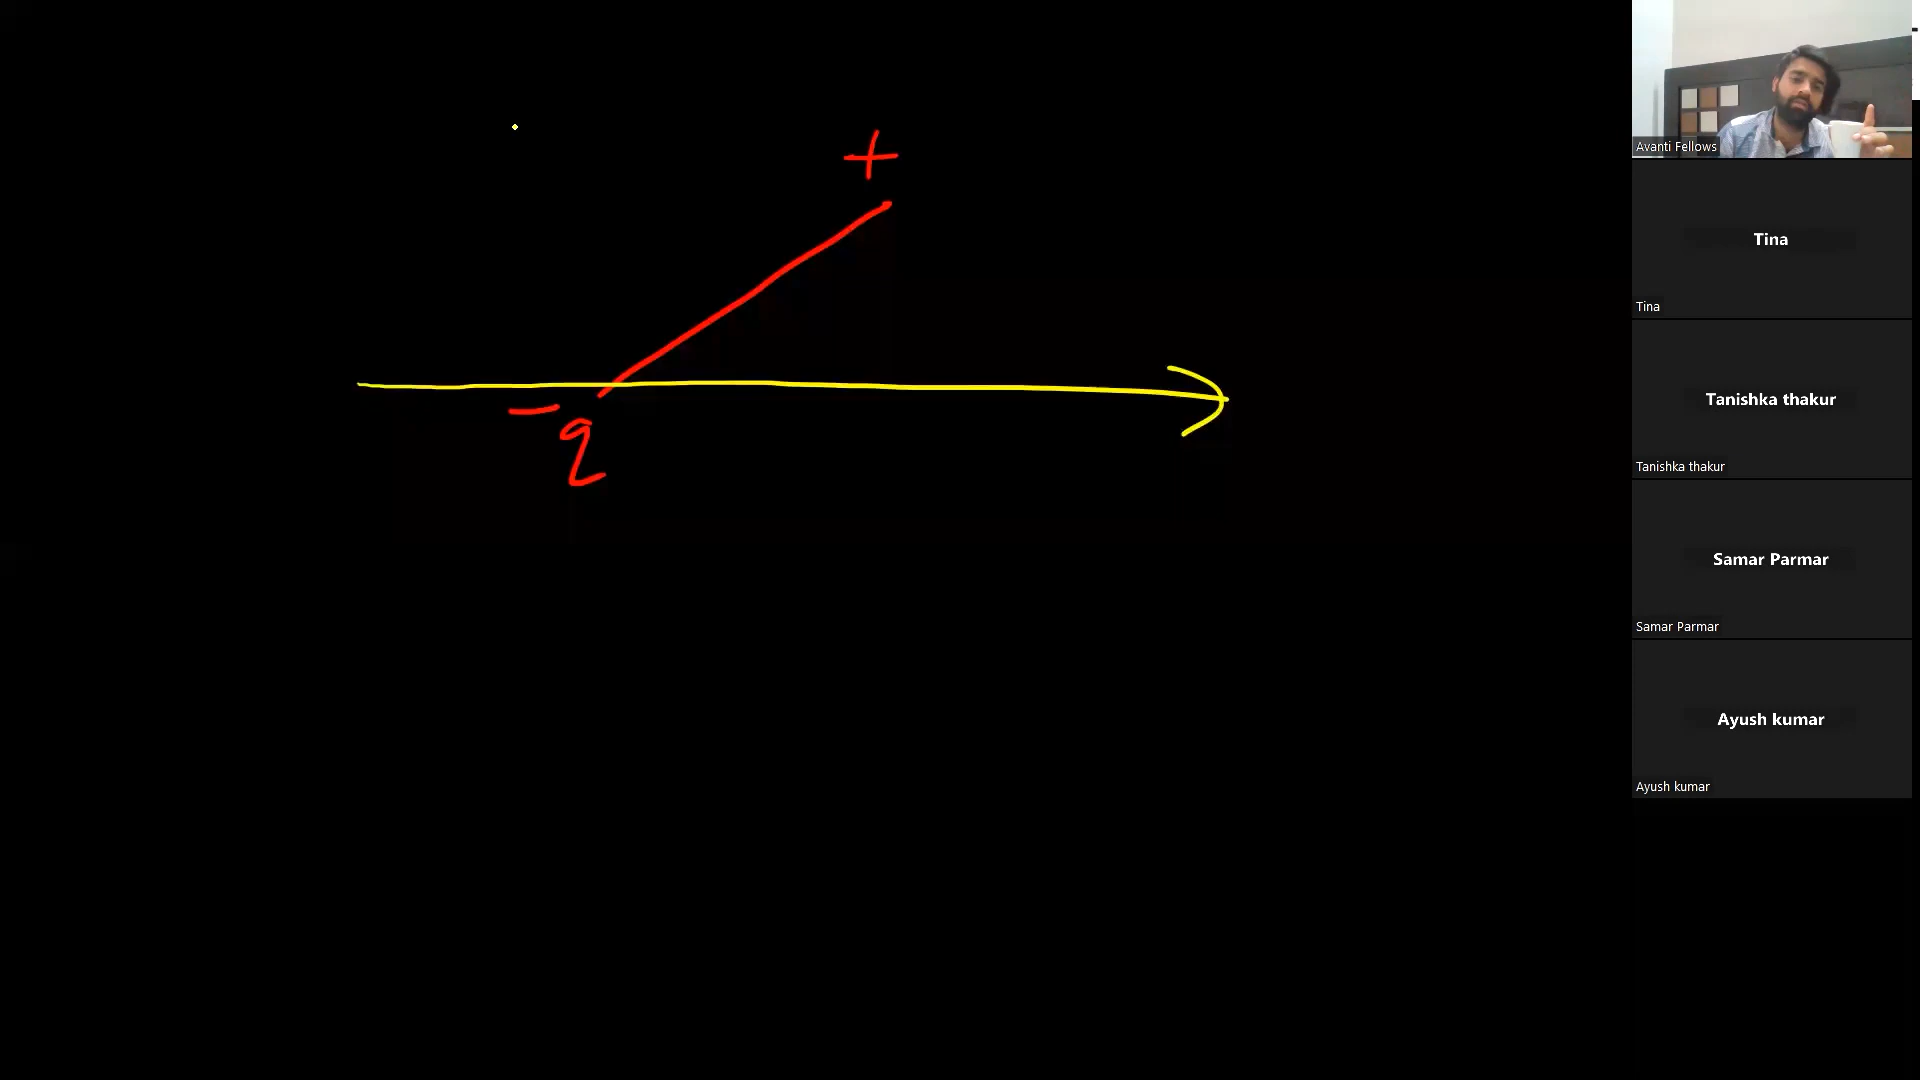 +
- q
Avanti Fellows
Tina
Tina
Tanishka thakur
Tanishka thakur
Samar Parmar
Samar Parmar
Ayush kumar
Ayush kumar